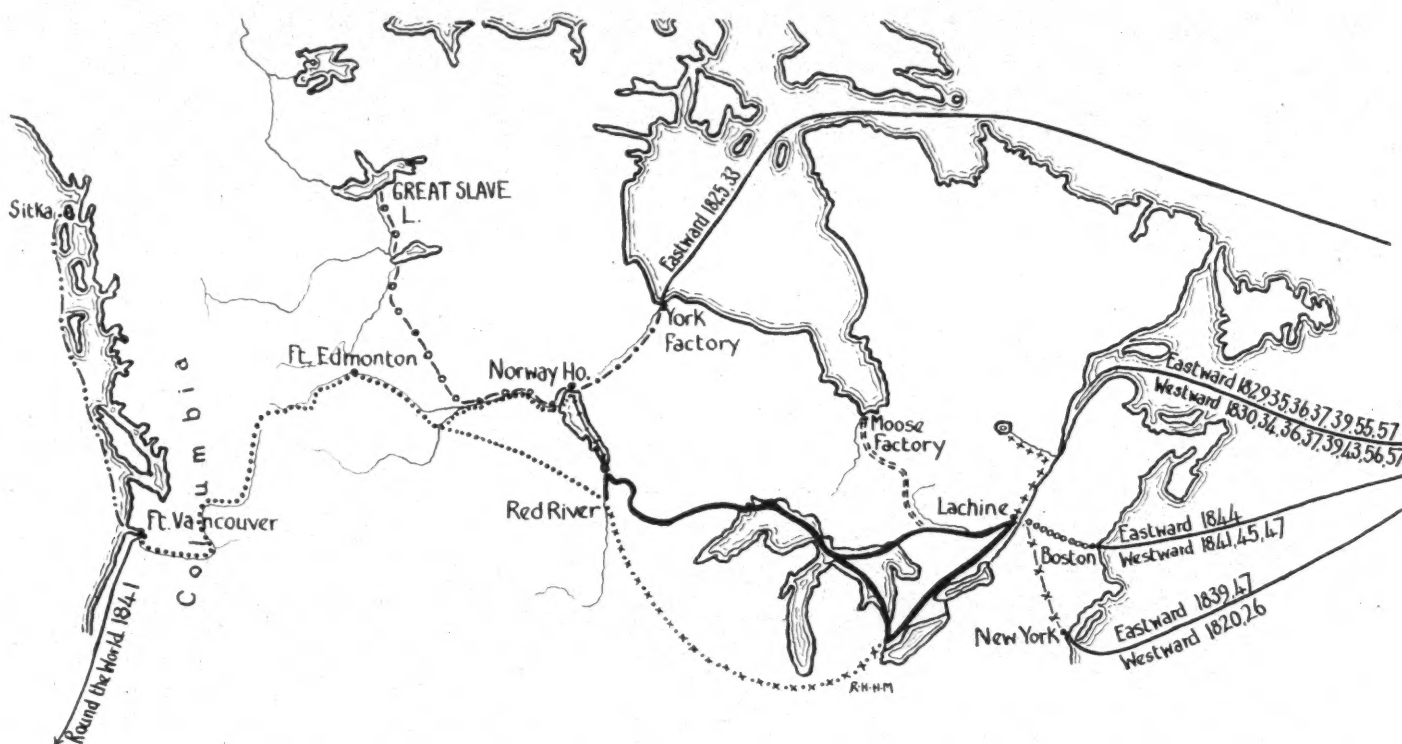 GREAT SLAVE
L.
Sitka
Eastward 1825,33
York
Factory
Ft. Edmonton
Norway Ho.
Columbia
Eastward 1829,35,36,37,39,55,57
Westward 1830,34,36,37,39,43,56,57
Moose
Factory
Red River
Lachine
Ft. Vancouver
Boston
Eastward 1844
Westward 1841,45,47
New York
Eastward 1839,47
Westward 1820,26
Round the World 1841
R·H·H·M